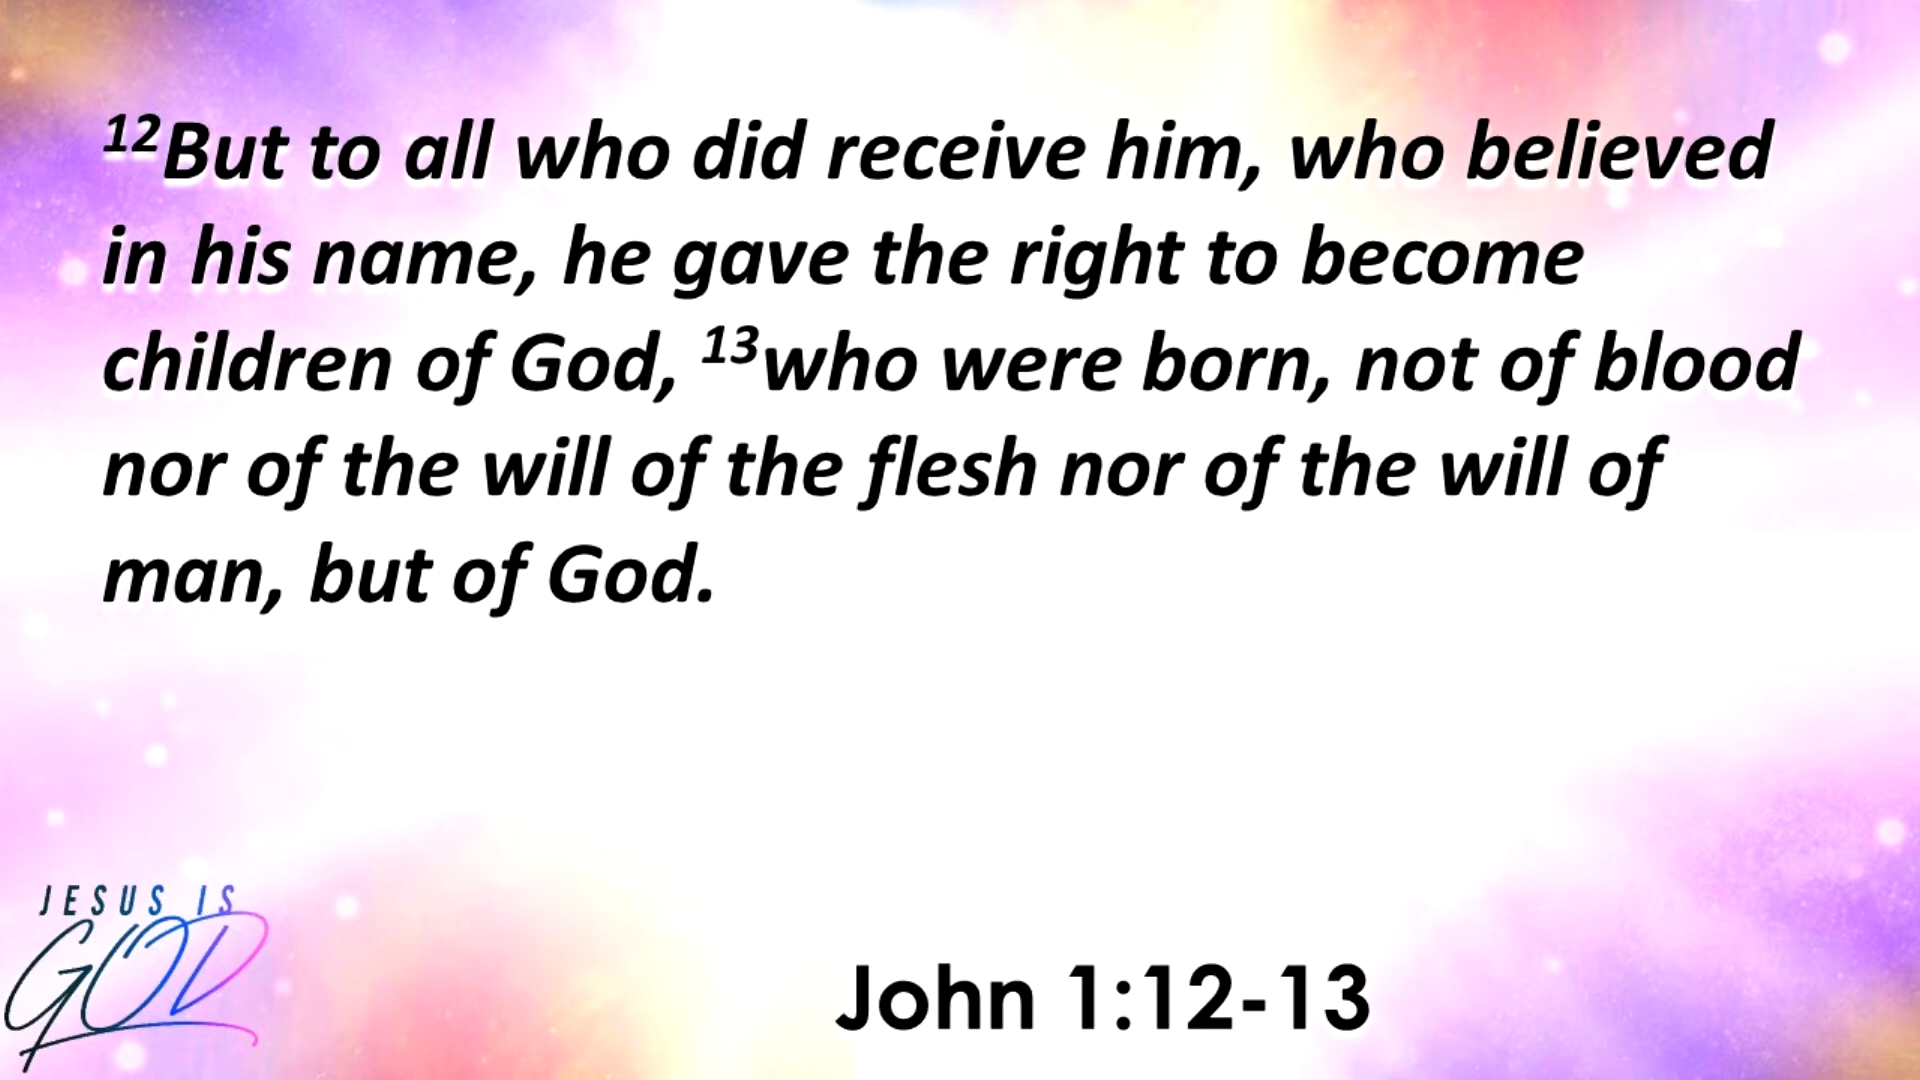 ¹²But to all who did receive him, who believed
in his name, he gave the right to become
children of God, ¹³who were born, not of blood
nor of the will of the flesh nor of the will of
man, but of God.
JESUS IS
GOD
John 1:12-13